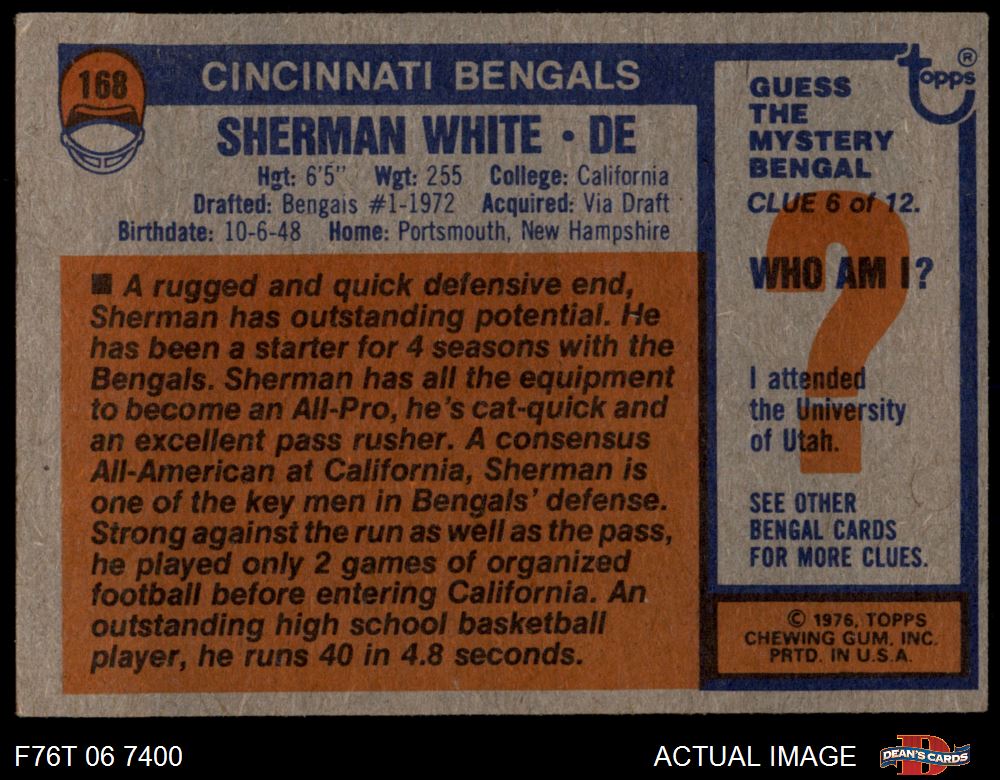 168
CINCINNATI BENGALS
SHERMAN WHITE • DE
Hgt: 6'5" Wgt: 255 College: California
Drafted: Bengals #1-1972 Acquired: Via Draft
Birthdate: 10-6-48 Home: Portsmouth, New Hampshire
■ A rugged and quick defensive end,
Sherman has outstanding potential. He
has been a starter for 4 seasons with the
Bengals. Sherman has all the equipment
to become an All-Pro, he's cat-quick and
an excellent pass rusher. A consensus
All-American at California, Sherman is
one of the key men in Bengals' defense.
Strong against the run as well as the pass,
he played only 2 games of organized
football before entering California. An
outstanding high school basketball
player, he runs 40 in 4.8 seconds.
Topps ®
GUESS
THE
MYSTERY
BENGAL
CLUE 6 of 12.
WHO AM I?
?
I attended
the University
of Utah.
SEE OTHER
BENGAL CARDS
FOR MORE CLUES.
© 1976, TOPPS
CHEWING GUM, INC.
PRTD. IN U.S.A.
F76T 06 7400
ACTUAL IMAGE
DEAN'S CARDS